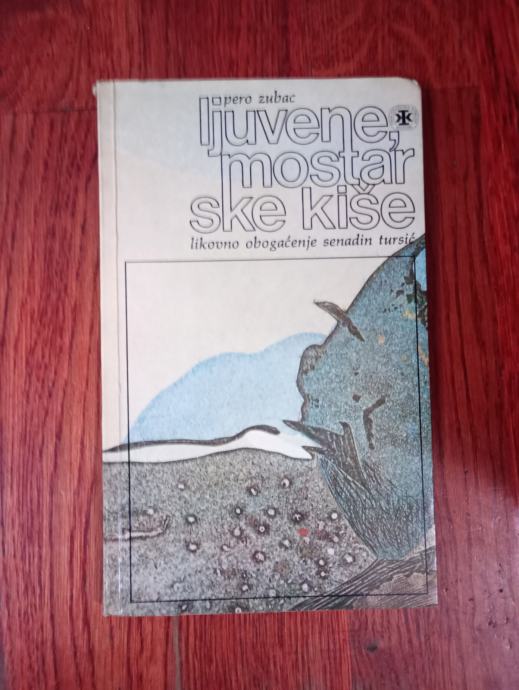 pero zubac
ljuvene,
mostar
ske kiše
likovno obogaćenje senadin tursić